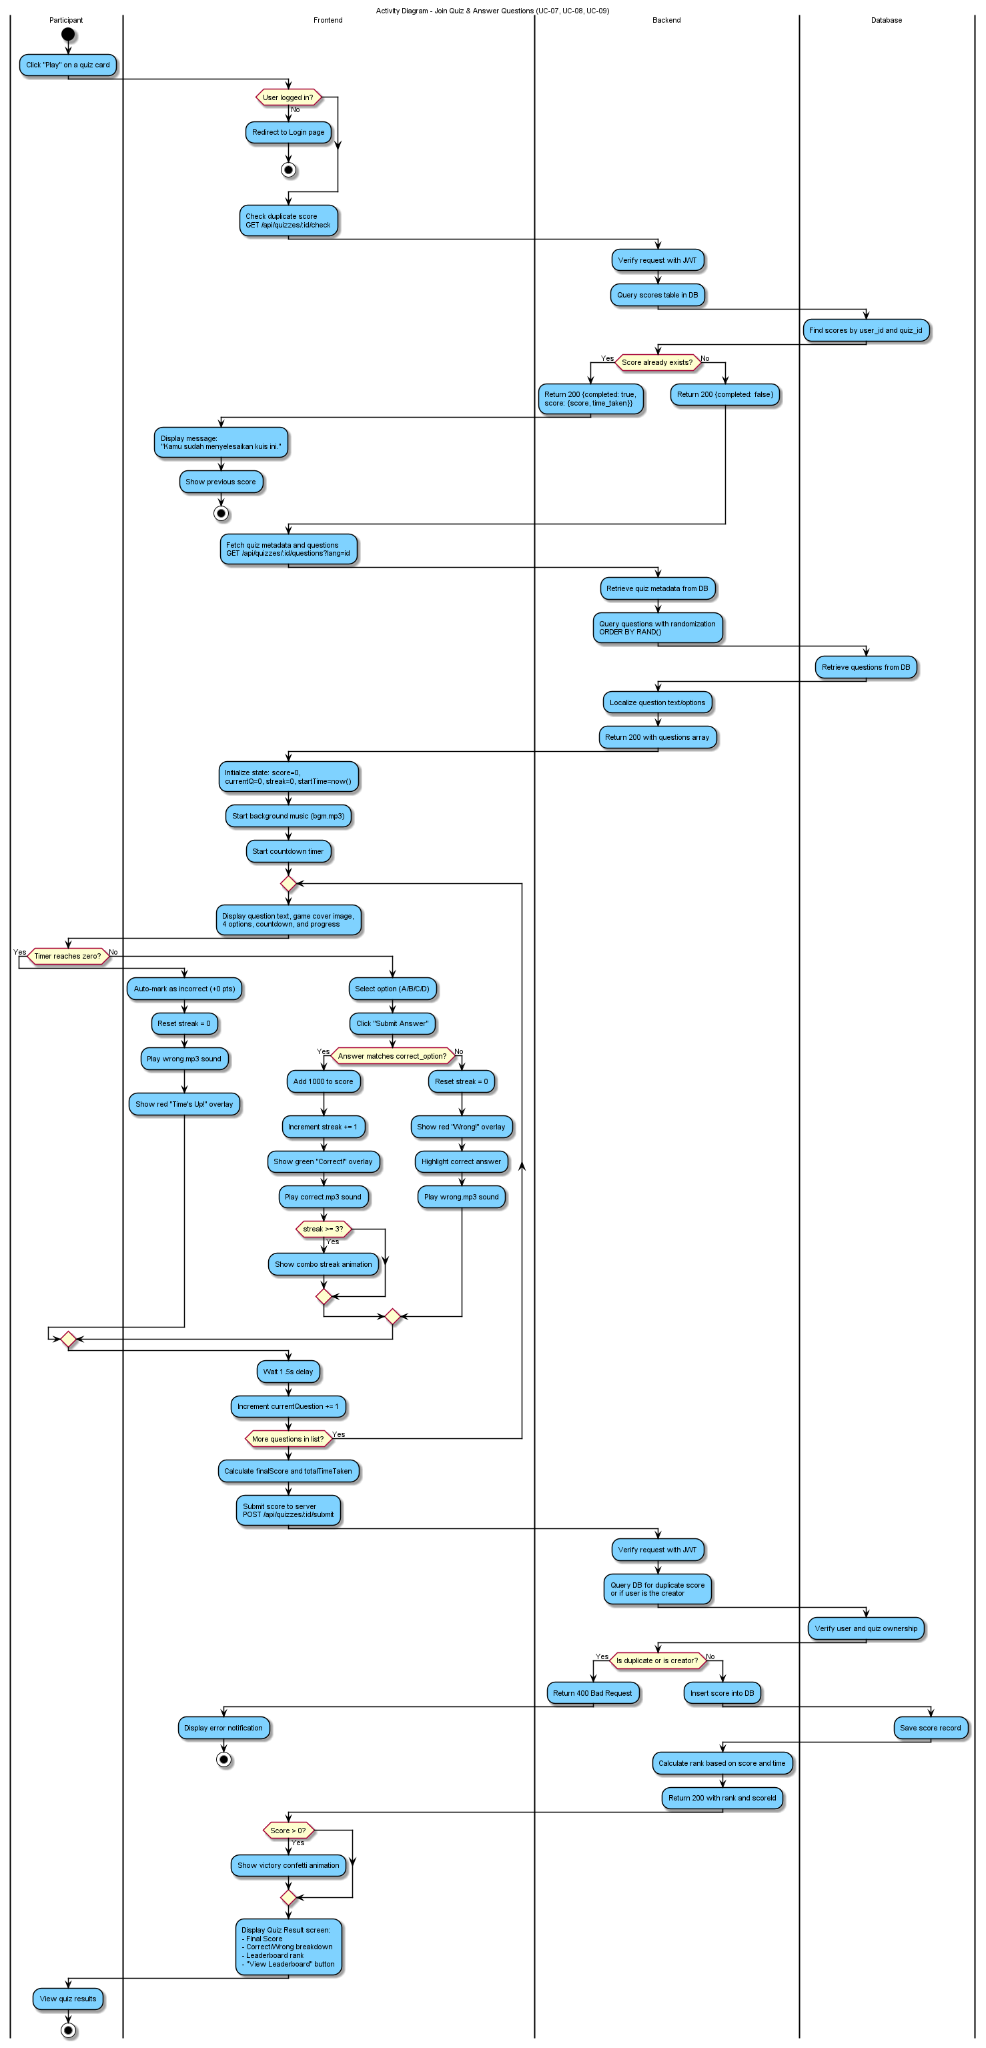 Activity Diagram - Join Quiz & Answer Questions (UC-07, UC-08, UC-09)
Participant
Frontend
Backend
Database
Click "Play" on a quiz card
User logged in?
No
Redirect to Login page
Check duplicate score
GET /api/quizzes/:id/check
Verify request with JWT
Query scores table in DB
Find scores by user_id and quiz_id
Yes
Score already exists?
No
Return 200 {completed: true,
score: {score, time_taken}}
Return 200 {completed: false}
Display message:
"Kamu sudah menyelesaikan kuis ini."
Show previous score
Fetch quiz metadata and questions
GET /api/quizzes/:id/questions?lang=id
Retrieve quiz metadata from DB
Query questions with randomization
ORDER BY RAND()
Retrieve questions from DB
Localize question text/options
Return 200 with questions array
Initialize state: score=0,
currentQ=0, streak=0, startTime=now()
Start background music (bgm.mp3)
Start countdown timer
Display question text, game cover image,
4 options, countdown, and progress
Yes
Timer reaches zero?
No
Auto-mark as incorrect (+0 pts)
Select option (A/B/C/D)
Reset streak = 0
Click "Submit Answer"
Play wrong.mp3 sound
Yes
Answer matches correct_option?
No
Add 1000 to score
Reset streak = 0
Show red "Time's Up!" overlay
Increment streak += 1
Show red "Wrong!" overlay
Show green "Correct!" overlay
Highlight correct answer
Play correct.mp3 sound
Play wrong.mp3 sound
streak >= 3?
Yes
Show combo streak animation
Wait 1.5s delay
Increment currentQuestion += 1
More questions in list?
Yes
Calculate finalScore and totalTimeTaken
Submit score to server
POST /api/quizzes/:id/submit
Verify request with JWT
Query DB for duplicate score
or if user is the creator
Verify user and quiz ownership
Yes
Is duplicate or is creator?
No
Return 400 Bad Request
Insert score into DB
Display error notification
Save score record
Calculate rank based on score and time
Return 200 with rank and scoreId
Score > 0?
Yes
Show victory confetti animation
Display Quiz Result screen:
- Final Score
- Correct/Wrong breakdown
- Leaderboard rank
- "View Leaderboard" button
View quiz results